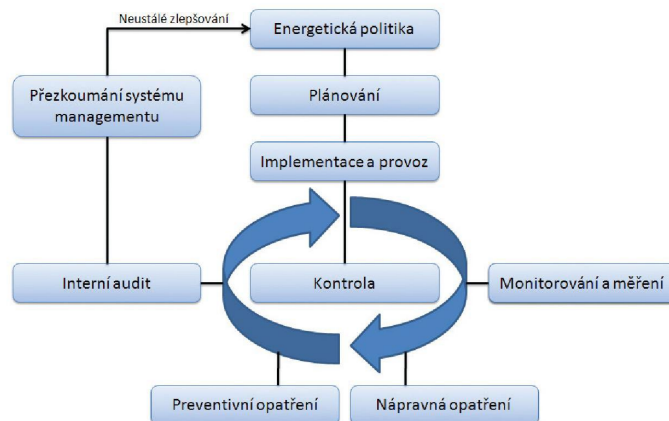 Neustálé zlepšování
Energetická politika
Přezkoumání systému
managementu
Plánování
Implementace a provoz
Interní audit
Kontrola
Monitorování a měření
Preventivní opatření
Nápravná opatření